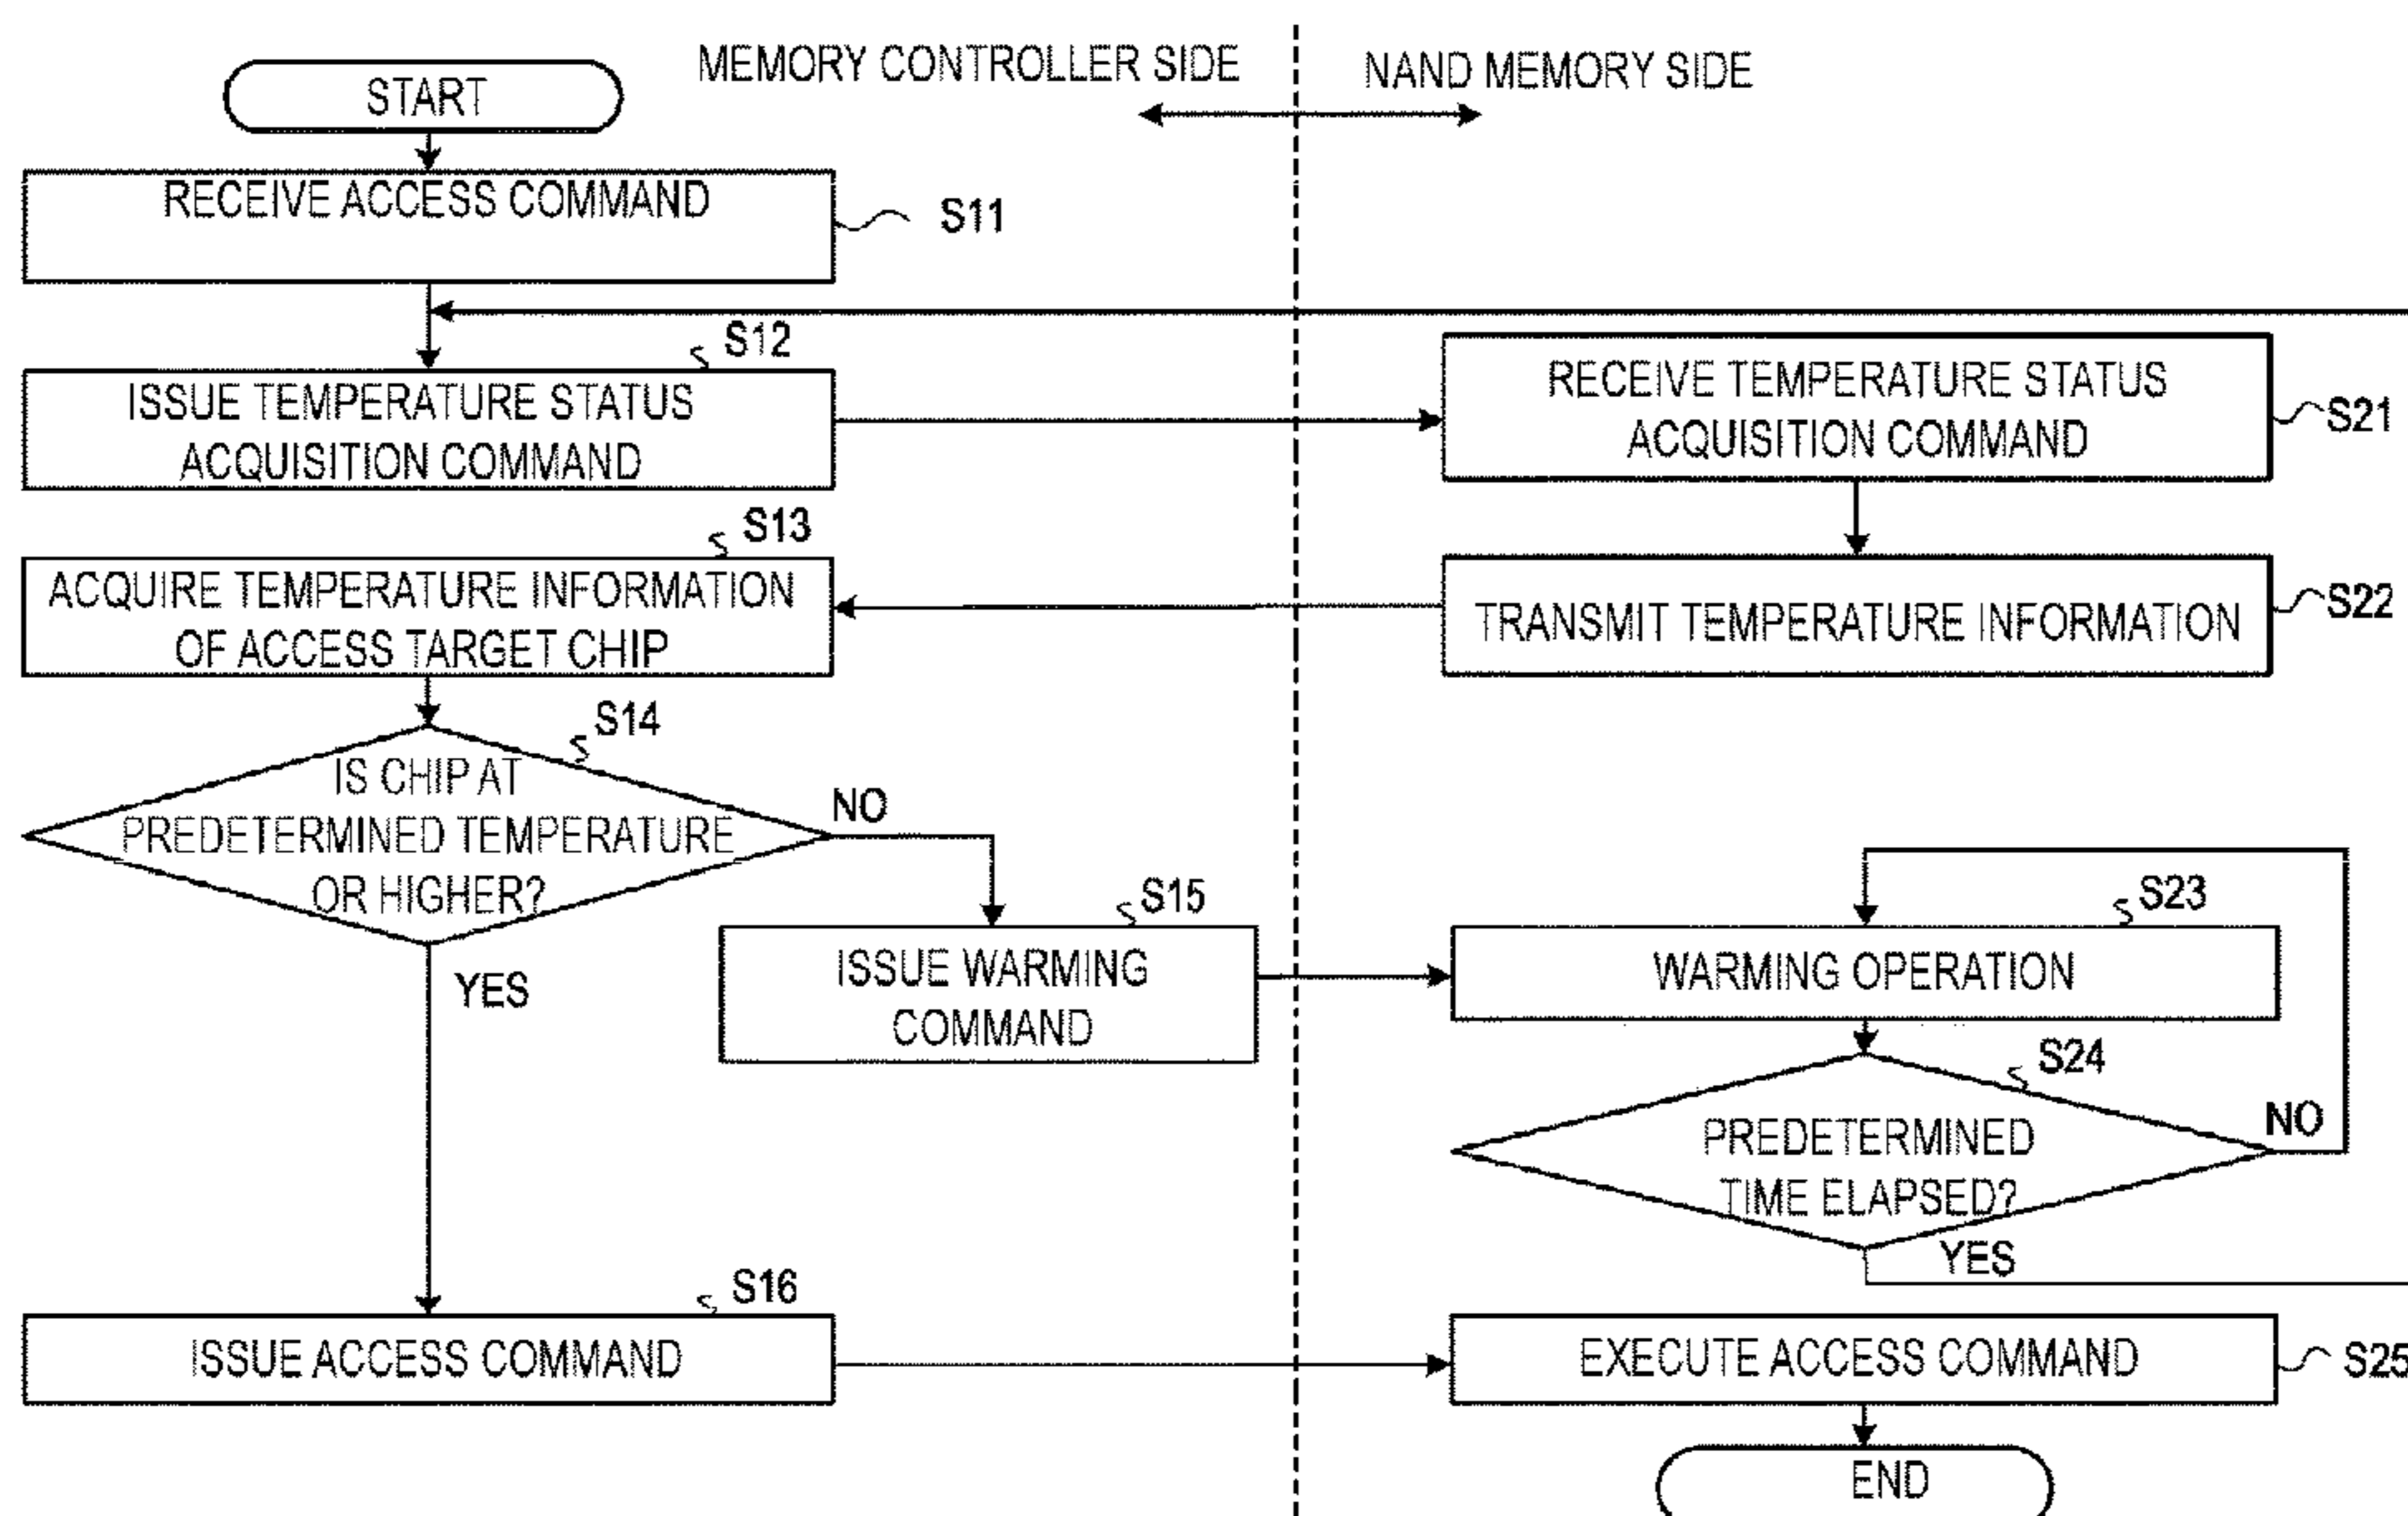 START
MEMORY CONTROLLER SIDE
NAND MEMORY SIDE
RECEIVE ACCESS COMMAND
S11
S12
ISSUE TEMPERATURE STATUS
ACQUISITION COMMAND
RECEIVE TEMPERATURE STATUS
ACQUISITION COMMAND
S21
S13
ACQUIRE TEMPERATURE INFORMATION
OF ACCESS TARGET CHIP
TRANSMIT TEMPERATURE INFORMATION
S22
S14
IS CHIP AT
PREDETERMINED TEMPERATURE
OR HIGHER?
NO
YES
S15
ISSUE WARMING
COMMAND
S23
WARMING OPERATION
S24
PREDETERMINED
TIME ELAPSED?
NO
YES
S16
ISSUE ACCESS COMMAND
EXECUTE ACCESS COMMAND
S25
END